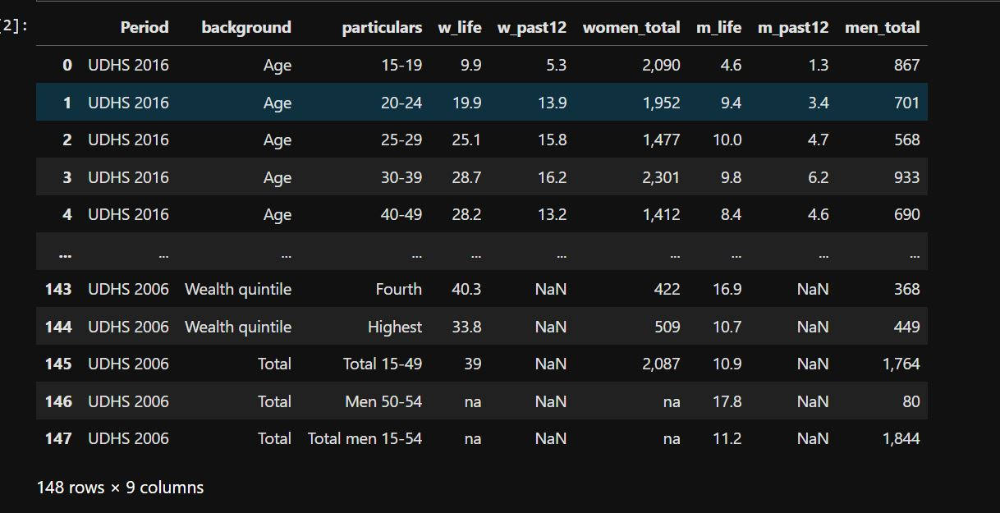 [2]:
Period background particulars w_life w_past12 women_total m_life m_past12 men_total
0 UDHS 2016 Age 15-19 9.9 5.3 2,090 4.6 1.3 867
1 UDHS 2016 Age 20-24 19.9 13.9 1,952 9.4 3.4 701
2 UDHS 2016 Age 25-29 25.1 15.8 1,477 10.0 4.7 568
3 UDHS 2016 Age 30-39 28.7 16.2 2,301 9.8 6.2 933
4 UDHS 2016 Age 40-49 28.2 13.2 1,412 8.4 4.6 690
... ... ... ... ... ... ... ... ... ...
143 UDHS 2006 Wealth quintile Fourth 40.3 NaN 422 16.9 NaN 368
144 UDHS 2006 Wealth quintile Highest 33.8 NaN 509 10.7 NaN 449
145 UDHS 2006 Total Total 15-49 39 NaN 2,087 10.9 NaN 1,764
146 UDHS 2006 Total Men 50-54 na NaN na 17.8 NaN 80
147 UDHS 2006 Total Total men 15-54 na NaN na 11.2 NaN 1,844
148 rows × 9 columns